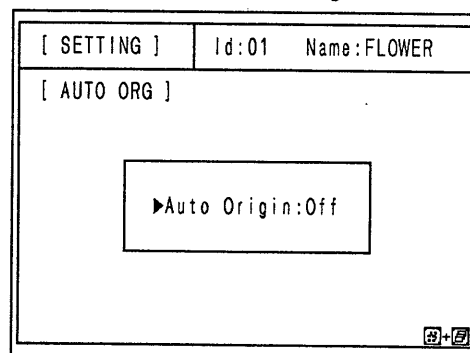 [ SETTING ] Id:01 Name:FLOWER
[ AUTO ORG ]
▶Auto Origin:Off